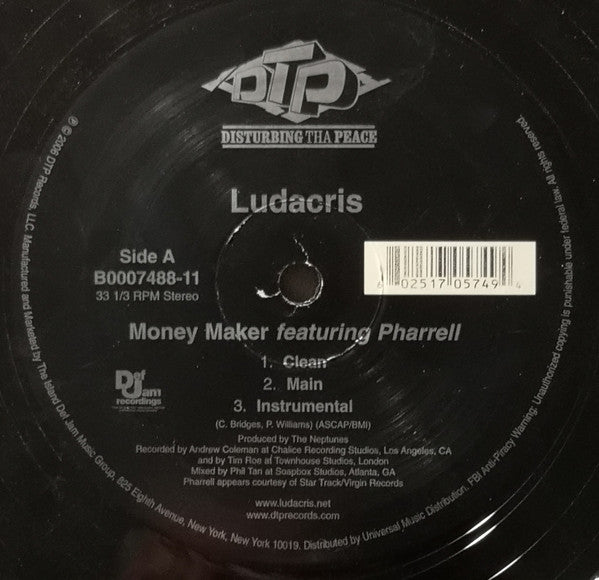 DTP
DISTURBING THA PEACE
Ludacris
Side A
B0007488-11
33 1/3 RPM Stereo
6 02517 05749 4
Money Maker featuring Pharrell
1. Clean
2. Main
3. Instrumental
Def Jam
recordings
(C. Bridges, P. Williams) (ASCAP/BMI)
Produced by The Neptunes
Recorded by Andrew Coleman at Chalice Recording Studios, Los Angeles, CA
and by Tim Roe at Townhouse Studios, London
Mixed by Phil Tan at Soapbox Studios, Atlanta, GA
Pharrell appears courtesy of Star Track/Virgin Records
www.ludacris.net
www.dtprecords.com
℗ © 2006 DTP Records, LLC. Manufactured and Marketed by The Island Def Jam Music Group, 825 Eighth Avenue, New York, New York 10019. Distributed by Universal Music Distribution. FBI Anti-Piracy Warning: Unauthorized copying is punishable under federal law. All rights reserved.